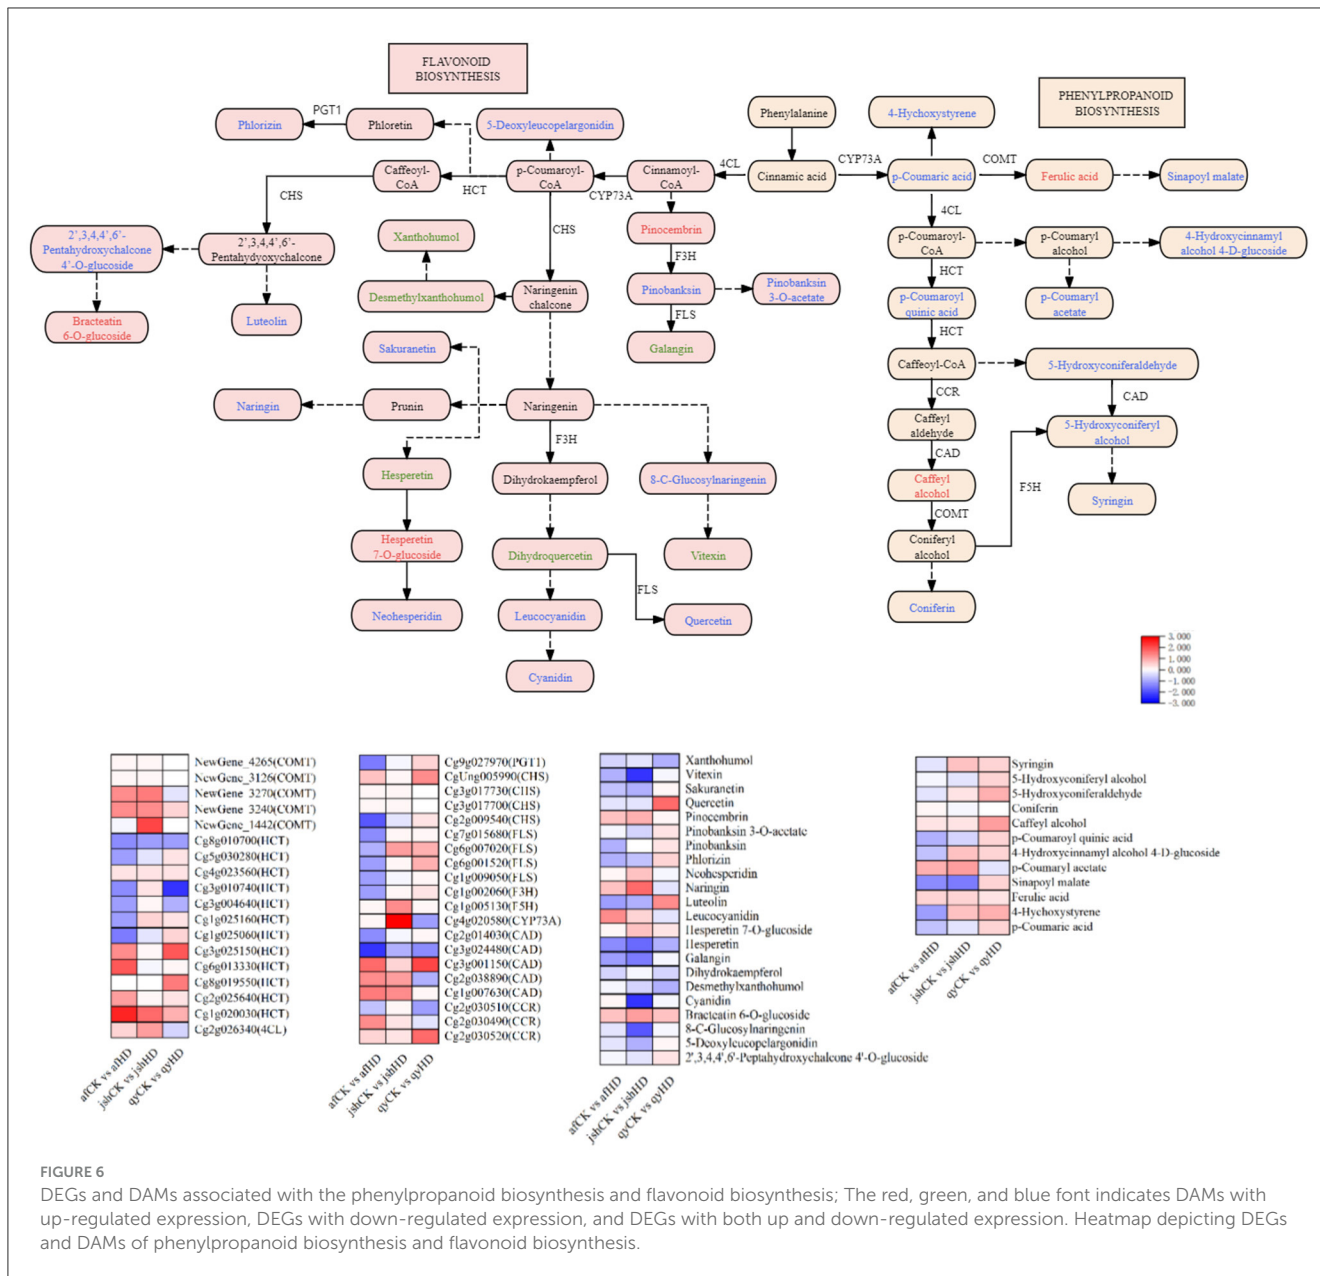 FLAVONOID
BIOSYNTHESIS
PHENYLPROPANOID
BIOSYNTHESIS
Phlorizin
PGT1
Phloretin
5-Deoxyleucopelargonidin
Phenylalanine
4-Hychoxystyrene
Caffeoyl-
CoA
HCT
p-Coumaroyl-
CoA
CYP73A
Cinnamoyl-
CoA
4CL
Cinnamic acid
CYP73A
p-Coumaric acid
COMT
Ferulic acid
Sinapoyl malate
CHS
CHS
4CL
2',3,4,4',6'-
Pentahydroxychalcone
4'-O-glucoside
2',3,4,4',6'-
Pentahydyoxychalcone
Xanthohumol
Pinocembrin
F3H
p-Coumaroyl-
CoA
p-Coumaryl
alcohol
4-Hydroxycinnamyl
alcohol 4-D-glucoside
HCT
Bracteatin
6-O-glucoside
Luteolin
Desmethylxanthohumol
Naringenin
chalcone
Pinobanksin
Pinobanksin
3-O-acetate
FLS
p-Coumaroyl
quinic acid
p-Coumaryl
acetate
HCT
Sakuranetin
Galangin
Caffeoyl-CoA
5-Hydroxyconiferaldehyde
CCR
CAD
Naringin
Prunin
Naringenin
F3H
Caffeyl
aldehyde
5-Hydroxyconiferyl
alcohol
CAD
Hesperetin
Dihydrokaempferol
8-C-Glucosylnaringenin
Caffeyl
alcohol
F5H
Syringin
COMT
Hesperetin
7-O-glucoside
Dihydroquercetin
Vitexin
Coniferyl
alcohol
FLS
Neohesperidin
Leucocyanidin
Quercetin
Coniferin
Cyanidin
3.000
2.000
1.000
0.000
-1.000
-2.000
-3.000
NewGene_4265(COMT)
NewGene_3126(COMT)
NewGene_3270(COMT)
NewGene_3240(COMT)
NewGene_1442(COMT)
Cg8g010700(HCT)
Cg5g030280(HCT)
Cg4g023560(HCT)
Cg3g010740(HCT)
Cg3g004640(HCT)
Cg1g025160(HCT)
Cg1g025060(HCT)
Cg3g025150(HCT)
Cg6g013330(HCT)
Cg8g019550(HCT)
Cg2g025640(HCT)
Cg1g020030(HCT)
Cg2g026340(4CL)
afCK vs afHD
jshCK vs jshHD
qyCK vs qyHD
Cg9g027970(PGT1)
CgUng005990(CHS)
Cg3g017730(CHS)
Cg3g017700(CHS)
Cg2g009540(CHS)
Cg7g015680(FLS)
Cg6g007020(FLS)
Cg6g001520(FLS)
Cg1g009050(FLS)
Cg1g002060(F3H)
Cg1g005130(F5H)
Cg4g020580(CYP73A)
Cg2g014030(CAD)
Cg3g024480(CAD)
Cg3g001150(CAD)
Cg2g038890(CAD)
Cg1g007630(CAD)
Cg2g030510(CCR)
Cg2g030490(CCR)
Cg2g030520(CCR)
afCK vs afHD
jshCK vs jshHD
qyCK vs qyHD
Xanthohumol
Vitexin
Sakuranetin
Quercetin
Pinocembrin
Pinobanksin 3-O-acetate
Pinobanksin
Phlorizin
Neohesperidin
Naringin
Luteolin
Leucocyanidin
Hesperetin 7-O-glucoside
Hesperetin
Galangin
Dihydrokaempferol
Desmethylxanthohumol
Cyanidin
Bracteatin 6-O-glucoside
8-C-Glucosylnaringenin
5-Deoxyleucopelargonidin
2',3,4,4',6'-Peptahydroxychalcone 4'-O-glucoside
afCK vs afHD
jshCK vs jshHD
qyCK vs qyHD
Syringin
5-Hydroxyconiferyl alcohol
5-Hydroxyconiferaldehyde
Coniferin
Caffeyl alcohol
p-Coumaroyl quinic acid
4-Hydroxycinnamyl alcohol 4-D-glucoside
p-Coumaryl acetate
Sinapoyl malate
Ferulic acid
4-Hychoxystyrene
p-Coumaric acid
afCK vs afHD
jshCK vs jshHD
qyCK vs qyHD
FIGURE 6
DEGs and DAMs associated with the phenylpropanoid biosynthesis and flavonoid biosynthesis; The red, green, and blue font indicates DAMs with
up-regulated expression, DEGs with down-regulated expression, and DEGs with both up and down-regulated expression. Heatmap depicting DEGs
and DAMs of phenylpropanoid biosynthesis and flavonoid biosynthesis.